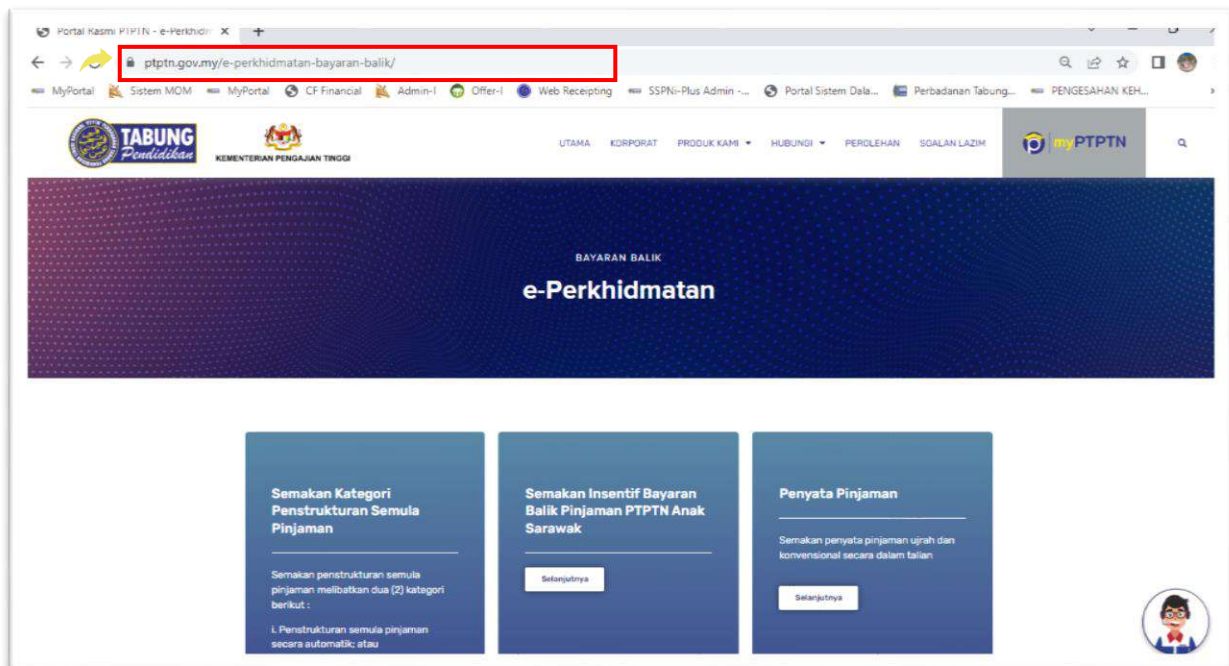 Portal Rasmi PTPTN - e-Perkhidm
ptptn.gov.my/e-perkhidmatan-bayaran-balik/
MyPortal Sistem MOM MyPortal CF Financial Admin-I Offer-I Web Receipting SSPNi-Plus Admin -... Portal Sistem Dala... Perbadanan Tabung... PENGESAHAN KEH...
TABUNG
Pendidikan
KEMENTERIAN PENGAJIAN TINGGI
UTAMA KORPORAT PRODUK KAMI HUBUNGI PEROLEHAN SOALAN LAZIM
myPTPTN
BAYARAN BALIK
e-Perkhidmatan
Semakan Kategori
Penstrukturan Semula
Pinjaman
Semakan penstrukturan semula
pinjaman melibatkan dua (2) kategori
berikut :
i. Penstrukturan semula pinjaman
secara automatik; atau
Semakan Insentif Bayaran
Balik Pinjaman PTPTN Anak
Sarawak
Selanjutnya
Penyata Pinjaman
Semakan penyata pinjaman ujrah dan
konvensional secara dalam talian
Selanjutnya